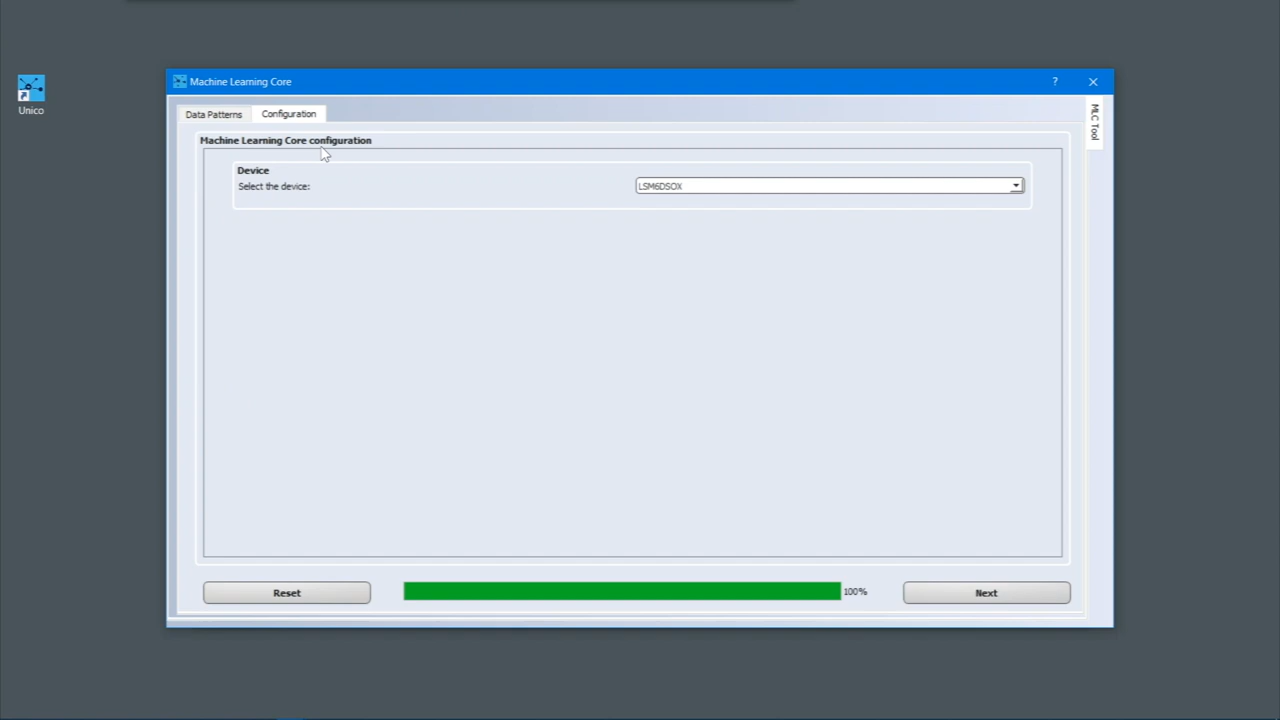 Unico
Machine Learning Core
?
Data Patterns
Configuration
MLC Tool
Machine Learning Core configuration
Device
Select the device:
LSM6DSOX
Reset
100%
Next